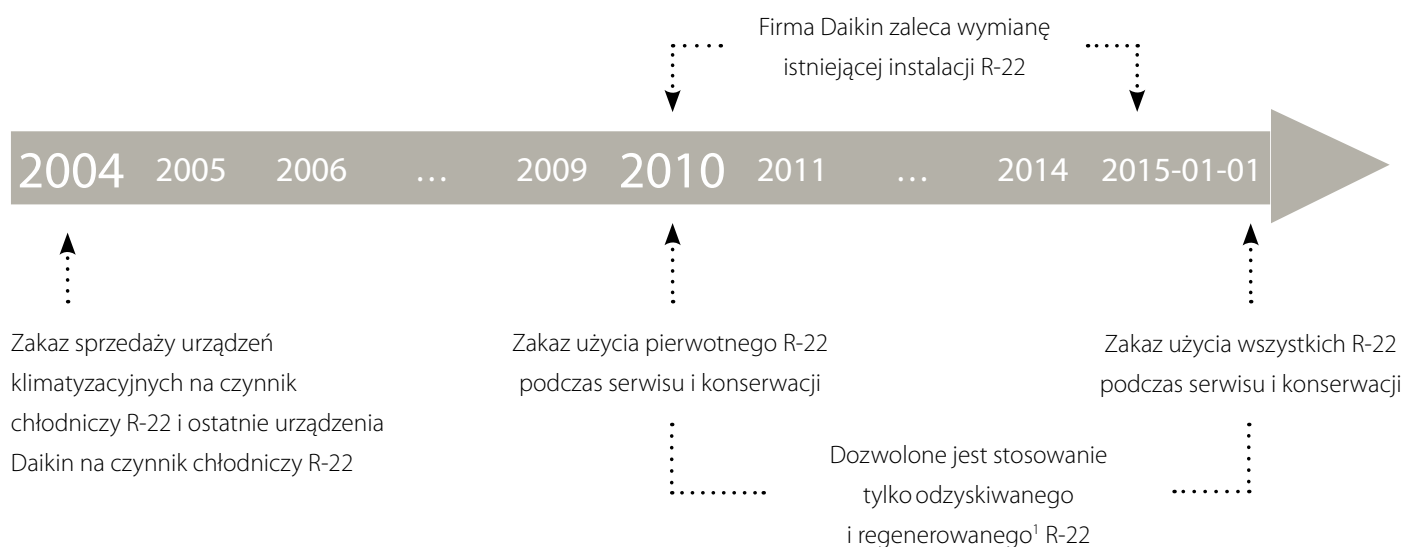 Firma Daikin zaleca wymianę
istniejącej instalacji R-22
2004 2005 2006 … 2009 2010 2011 … 2014 2015-01-01
Zakaz sprzedaży urządzeń
klimatyzacyjnych na czynnik
chłodniczy R-22 i ostatnie urządzenia
Daikin na czynnik chłodniczy R-22
Zakaz użycia pierwotnego R-22
podczas serwisu i konserwacji
Zakaz użycia wszystkich R-22
podczas serwisu i konserwacji
Dozwolone jest stosowanie
tylko odzyskiwanego
i regenerowanego¹ R-22